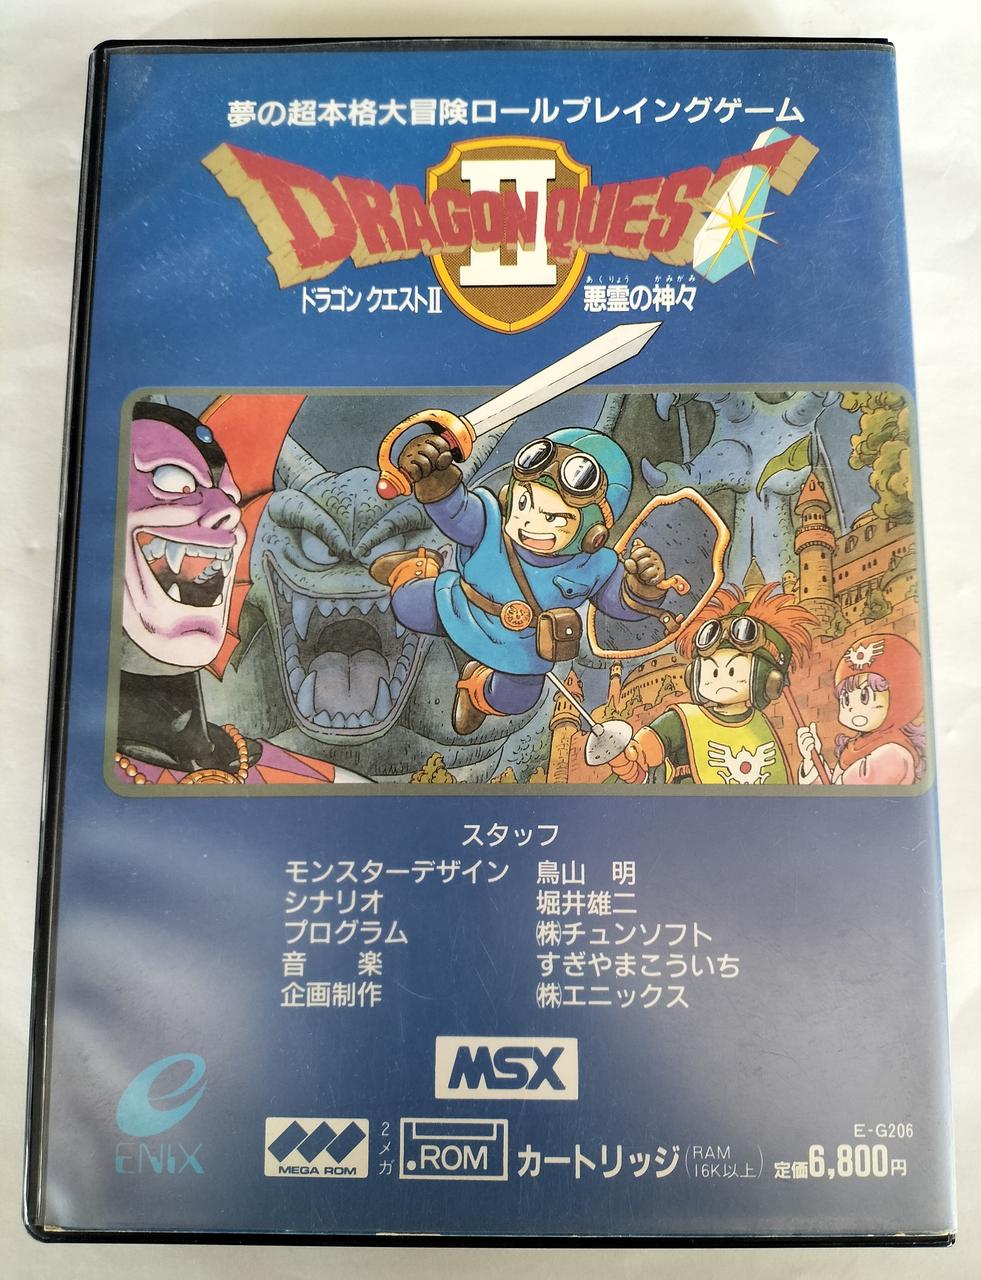 夢の超本格大冒険ロールプレイングゲーム
DRAGON QUEST
II
ドラゴン クエストII
あくりょう かみがみ
悪霊の神々
スタッフ
モンスターデザイン 鳥山 明
シナリオ 堀井雄二
プログラム ㈱チュンソフト
音 楽 すぎやまこういち
企画制作 ㈱エニックス
MSX
ENIX
MEGA ROM
2メガ
.ROM
カートリッジ
(RAM 16K以上)
E-G206
定価6,800円